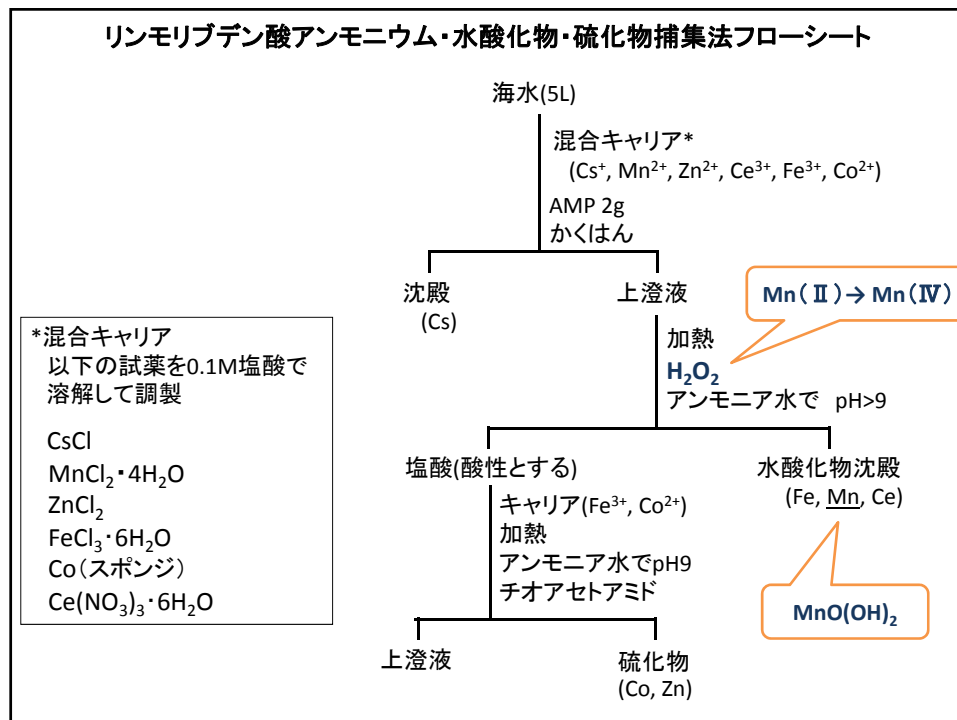 リンモリブデン酸アンモニウム・水酸化物・硫化物捕集法フローシート
海水(5L)
混合キャリア*
(Cs⁺, Mn²⁺, Zn²⁺, Ce³⁺, Fe³⁺, Co²⁺)
AMP 2g
かくはん
沈殿
(Cs)
上澄液
Mn(Ⅱ)→ Mn(Ⅳ)
加熱
H₂O₂
アンモニア水で pH>9
*混合キャリア
以下の試薬を0.1M塩酸で
溶解して調製
CsCl
MnCl₂・4H₂O
ZnCl₂
FeCl₃・6H₂O
Co(スポンジ)
Ce(NO₃)₃・6H₂O
塩酸(酸性とする)
水酸化物沈殿
(Fe, Mn, Ce)
キャリア(Fe³⁺, Co²⁺)
加熱
アンモニア水でpH9
チオアセトアミド
MnO(OH)₂
上澄液
硫化物
(Co, Zn)